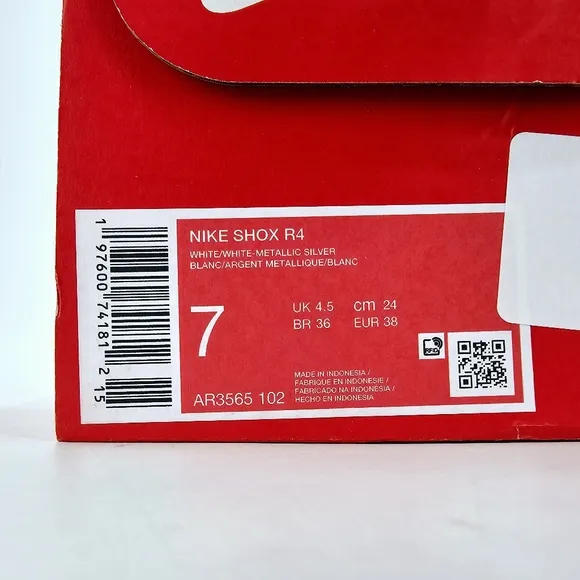 NIKE SHOX R4
WHITE/WHITE-METALLIC SILVER
BLANC/ARGENT METALLIQUE/BLANC
7
UK 4.5 cm 24
BR 36 EUR 38
RFID
AR3565 102
MADE IN INDONESIA /
FABRIQUE EN INDONESIE /
FABRICADO NA INDONESIA /
HECHO EN INDONESIA
1 97600 74181 2 15